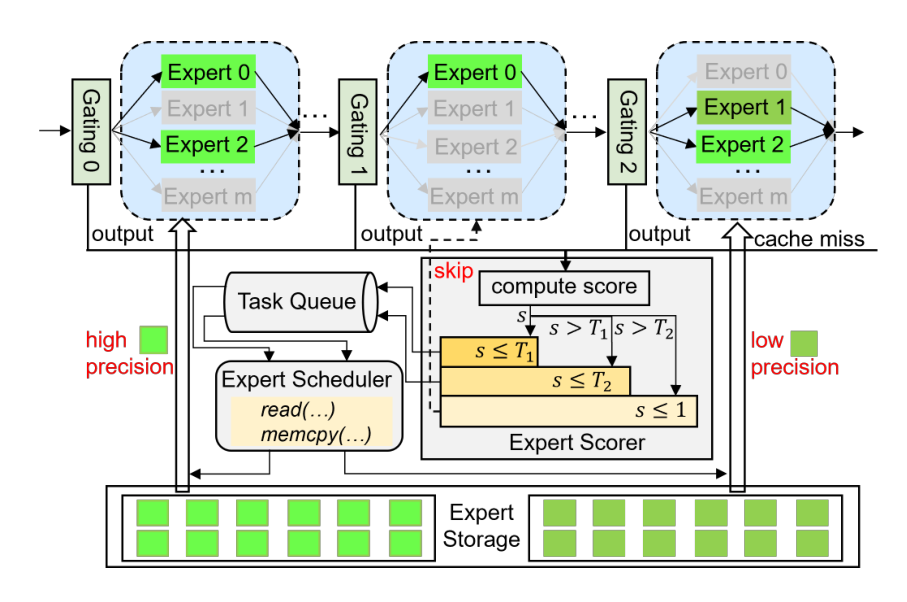 Gating 0
Expert 0
Expert 1
Expert 2
...
Expert m
...
Gating 1
Expert 0
Expert 1
Expert 2
...
Expert m
...
Gating 2
Expert 0
Expert 1
Expert 2
...
Expert m
output
output
output
cache miss
skip
compute score
Task Queue
s
s > T₁
s > T₂
high
precision
low
precision
s ≤ T₁
s ≤ T₂
s ≤ 1
Expert Scheduler
read(...)
memcpy(...)
Expert Scorer
Expert
Storage